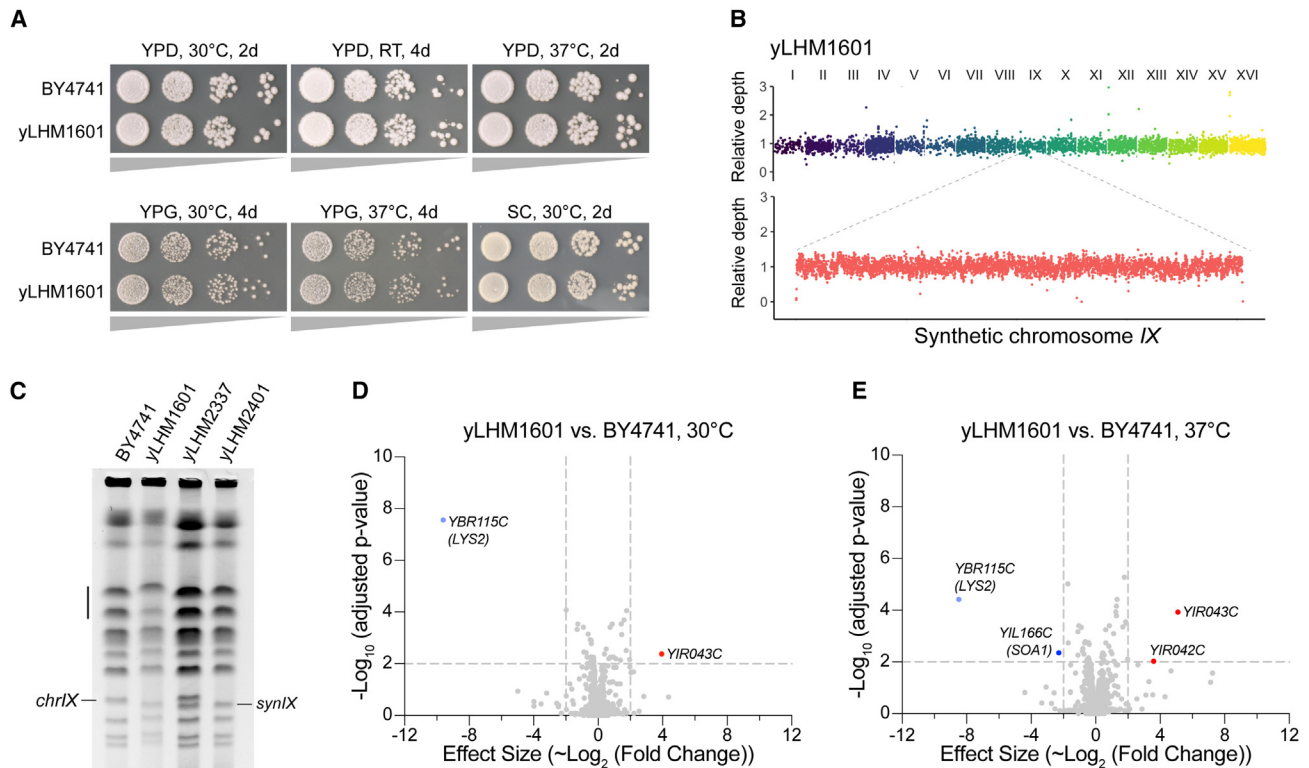 A
YPD, 30°C, 2d
YPD, RT, 4d
YPD, 37°C, 2d
BY4741
yLHM1601
YPG, 30°C, 4d
YPG, 37°C, 4d
SC, 30°C, 2d
BY4741
yLHM1601
B
yLHM1601
I II III IV V VI VII VIII IX X XI XII XIII XIV XV XVI
Relative depth
3
2
1
0
Relative depth
3
2
1
0
Synthetic chromosome IX
C
BY4741
yLHM1601
yLHM2337
yLHM2401
chrIX
synIX
D
yLHM1601 vs. BY4741, 30°C
-Log10 (adjusted p-value)
10
8
6
4
2
0
YBR115C
(LYS2)
YIR043C
-12 -8 -4 0 4 8 12
Effect Size (~Log2 (Fold Change))
E
yLHM1601 vs. BY4741, 37°C
-Log10 (adjusted p-value)
10
8
6
4
2
0
YBR115C
(LYS2)
YIL166C
(SOA1)
YIR043C
YIR042C
-12 -8 -4 0 4 8 12
Effect Size (~Log2 (Fold Change))